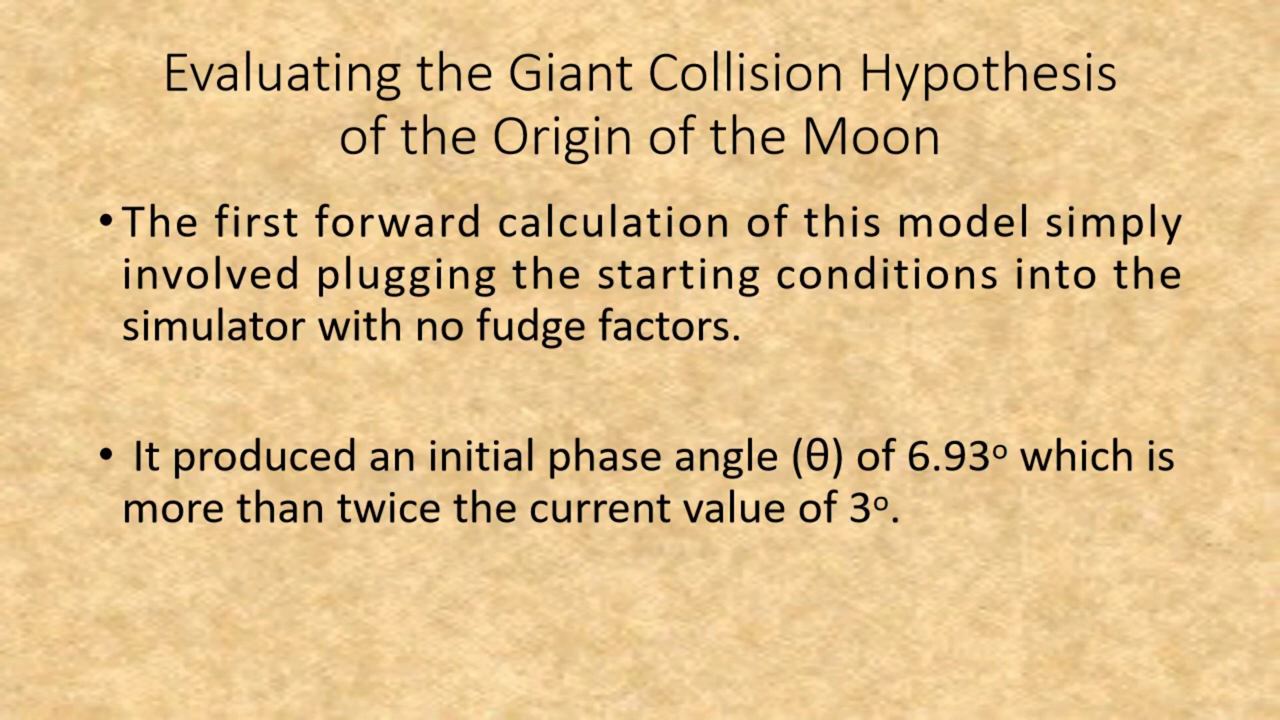 Evaluating the Giant Collision Hypothesis
of the Origin of the Moon
• The first forward calculation of this model simply
involved plugging the starting conditions into the
simulator with no fudge factors.
• It produced an initial phase angle (θ) of 6.93º which is
more than twice the current value of 3º.